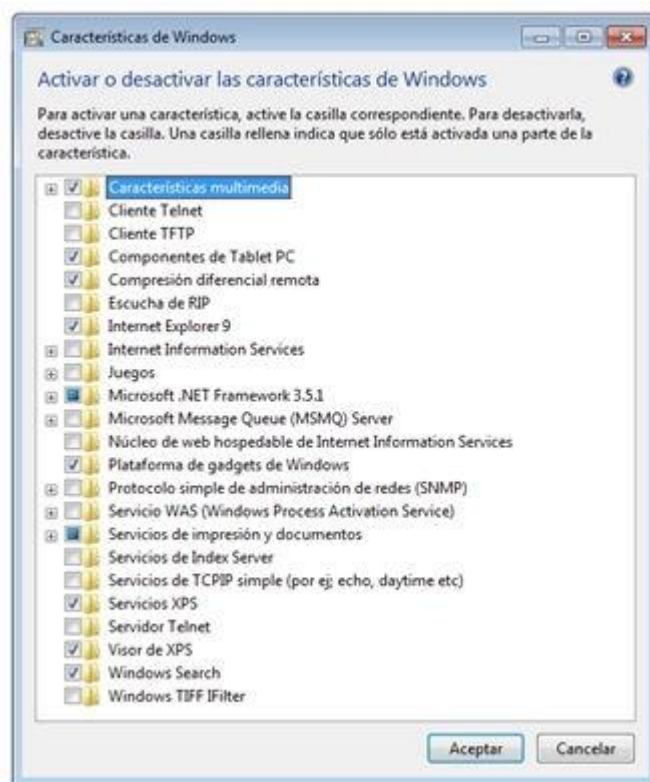 Características de Windows
Activar o desactivar las características de Windows
Para activar una característica, active la casilla correspondiente. Para desactivarla,
desactive la casilla. Una casilla rellena indica que sólo está activada una parte de la
característica.
Características multimedia
Cliente Telnet
Cliente TFTP
Componentes de Tablet PC
Compresión diferencial remota
Escucha de RIP
Internet Explorer 9
Internet Information Services
Juegos
Microsoft .NET Framework 3.5.1
Microsoft Message Queue (MSMQ) Server
Núcleo de web hospedable de Internet Information Services
Plataforma de gadgets de Windows
Protocolo simple de administración de redes (SNMP)
Servicio WAS (Windows Process Activation Service)
Servicios de impresión y documentos
Servicios de Index Server
Servicios de TCPIP simple (por ej; echo, daytime etc)
Servicios XPS
Servidor Telnet
Visor de XPS
Windows Search
Windows TIFF IFilter
Aceptar Cancelar